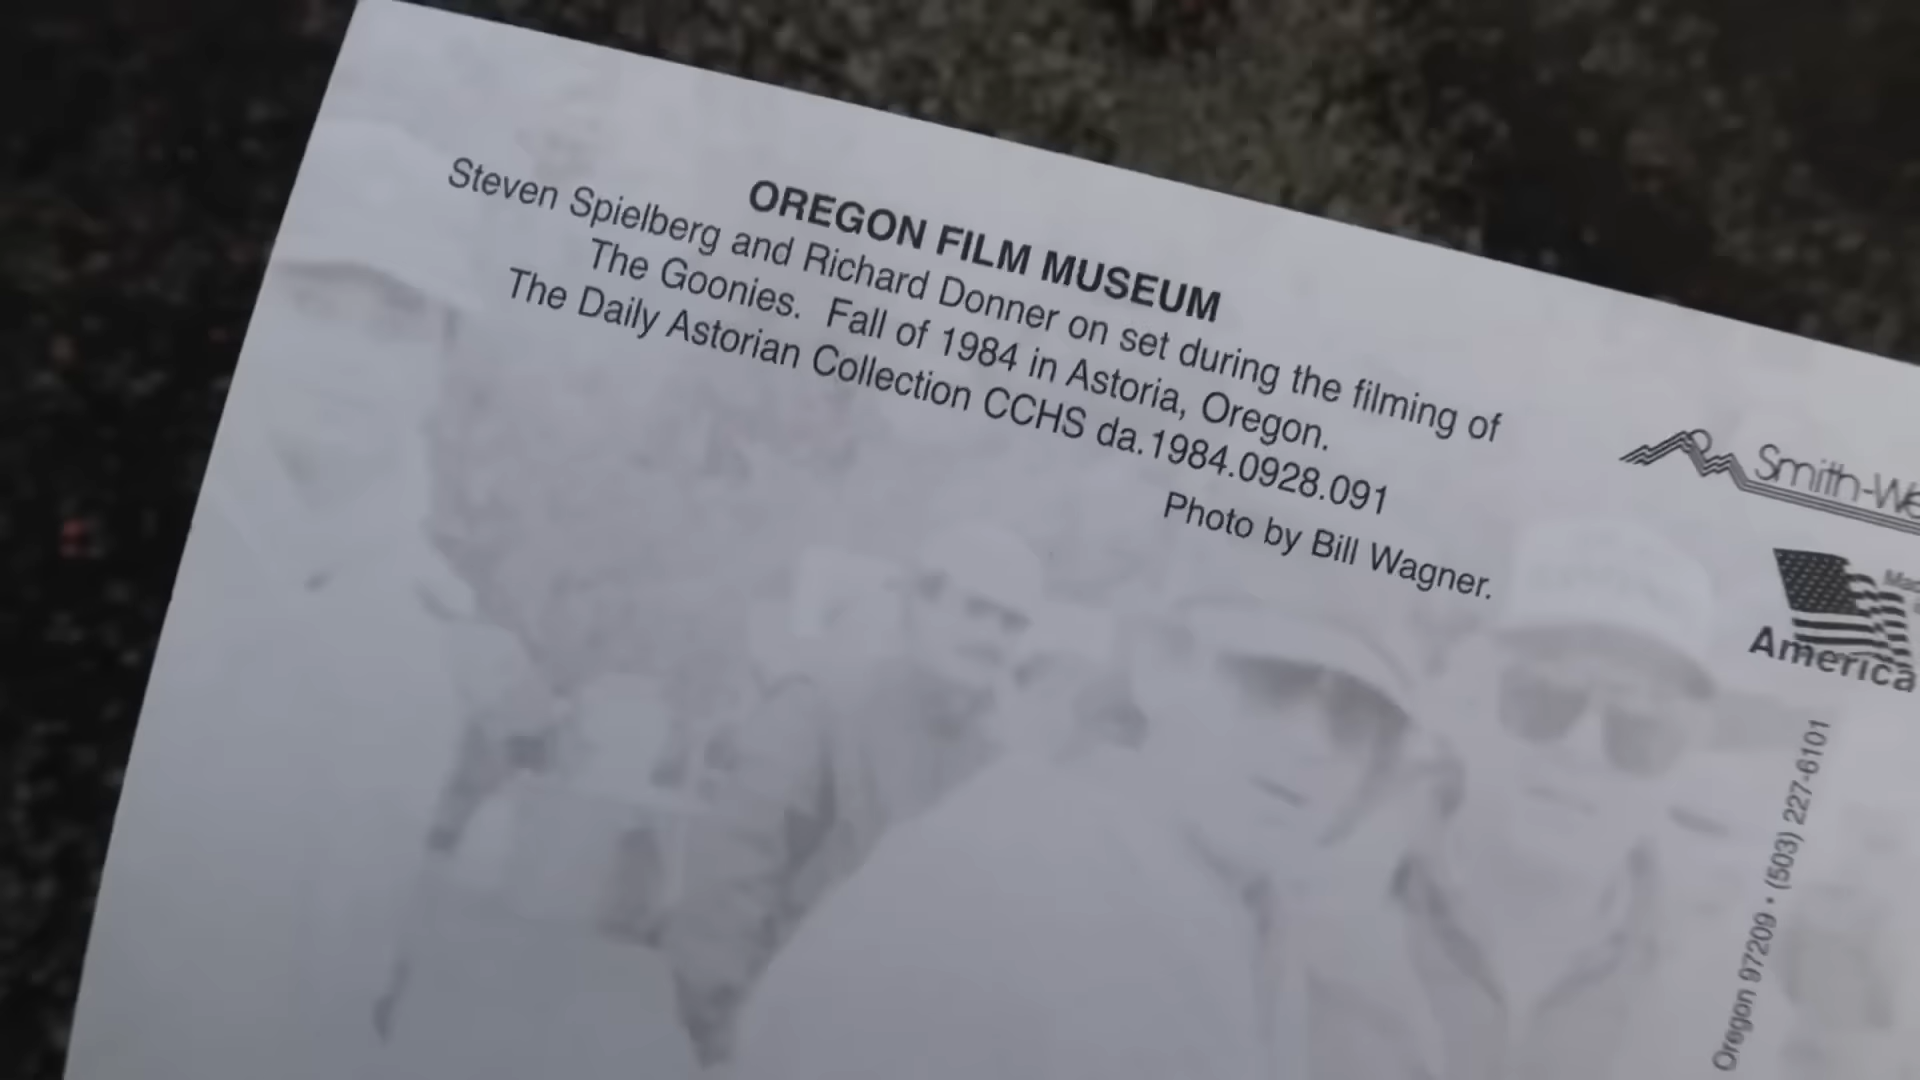 OREGON FILM MUSEUM
Steven Spielberg and Richard Donner on set during the filming of
The Goonies. Fall of 1984 in Astoria, Oregon.
The Daily Astorian Collection CCHS da.1984.0928.091
Photo by Bill Wagner.
Smith-We
America
Oregon 97209 • (503) 227-6101